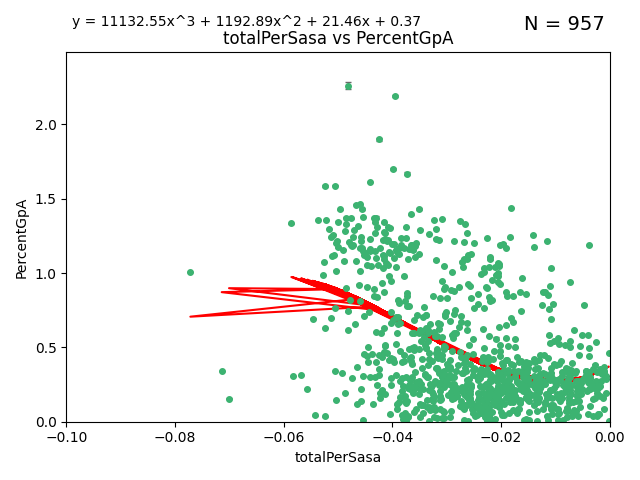 y = 11132.55x^3 + 1192.89x^2 + 21.46x + 0.37
N = 957
totalPerSasa vs PercentGpA
PercentGpA
2.0
1.5
1.0
0.5
0.0
−0.10 −0.08 −0.06 −0.04 −0.02 0.00
totalPerSasa